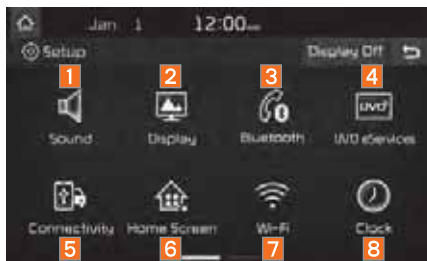 Jan 1 12:00
Setup Display Off
1 2 3 4
UVO
Sound Display Bluetooth UVO eServices
Connectivity Home Screen Wi-Fi Clock
5 6 7 8